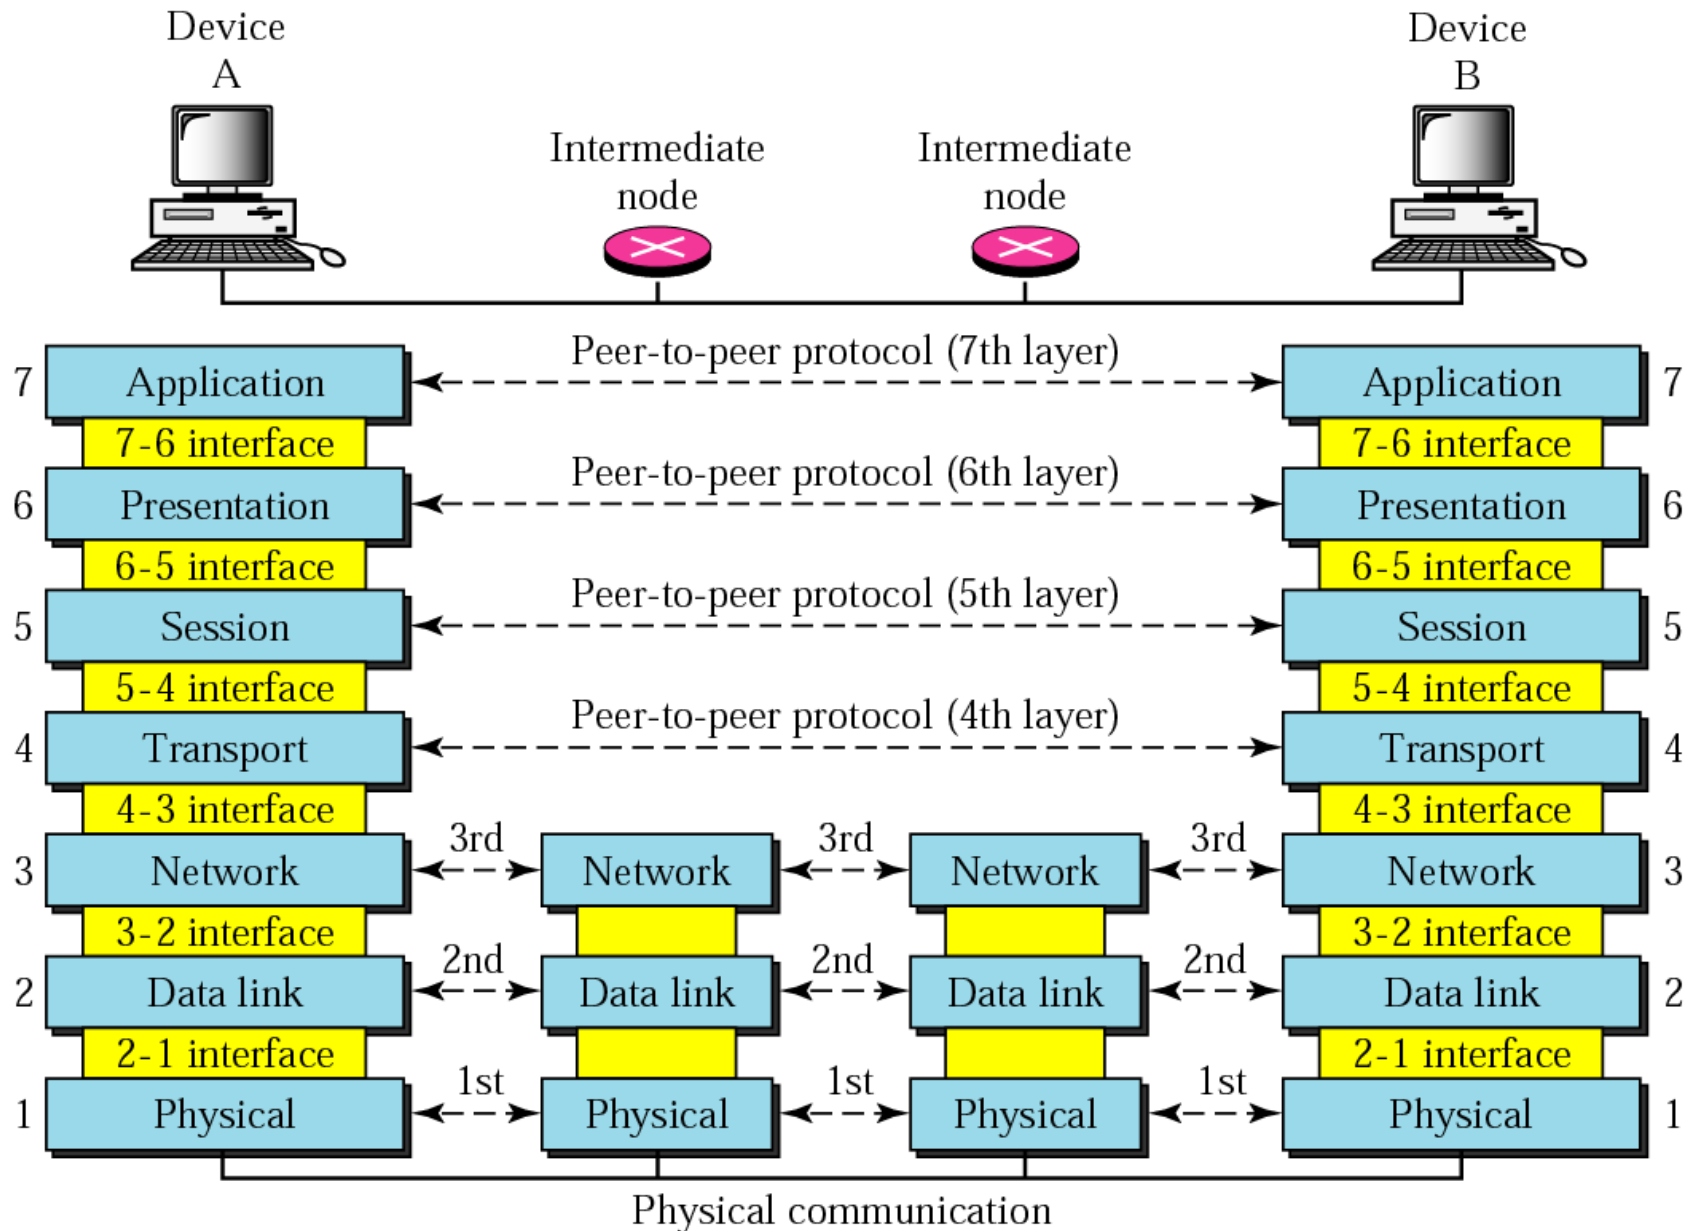 Device
A
Device
B
Intermediate
node
Intermediate
node
Peer-to-peer protocol (7th layer)
7 Application
Application 7
7-6 interface
7-6 interface
Peer-to-peer protocol (6th layer)
6 Presentation
Presentation 6
6-5 interface
6-5 interface
Peer-to-peer protocol (5th layer)
5 Session
Session 5
5-4 interface
5-4 interface
Peer-to-peer protocol (4th layer)
4 Transport
Transport 4
4-3 interface
4-3 interface
3rd 3rd 3rd
3 Network Network Network Network 3
3-2 interface
3-2 interface
2nd 2nd 2nd
2 Data link Data link Data link Data link 2
2-1 interface
2-1 interface
1st 1st 1st
1 Physical Physical Physical Physical 1
Physical communication